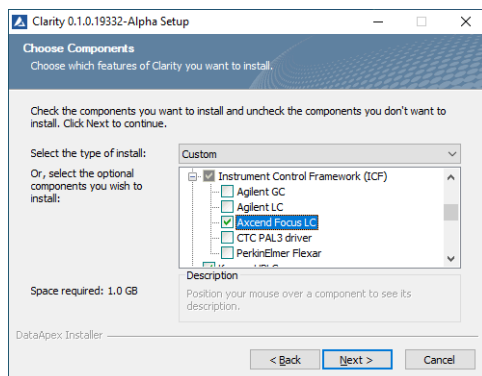 Clarity 0.1.0.19332-Alpha Setup
Choose Components
Choose which features of Clarity you want to install.
Check the components you want to install and uncheck the components you don't want to
install. Click Next to continue.
Select the type of install:
Custom
Or, select the optional
components you wish to
install:
Instrument Control Framework (ICF)
Agilent GC
Agilent LC
Axcend Focus LC
CTC PAL3 driver
PerkinElmer Flexar
Space required: 1.0 GB
Description
Position your mouse over a component to see its
description.
DataApex Installer
< Back
Next >
Cancel